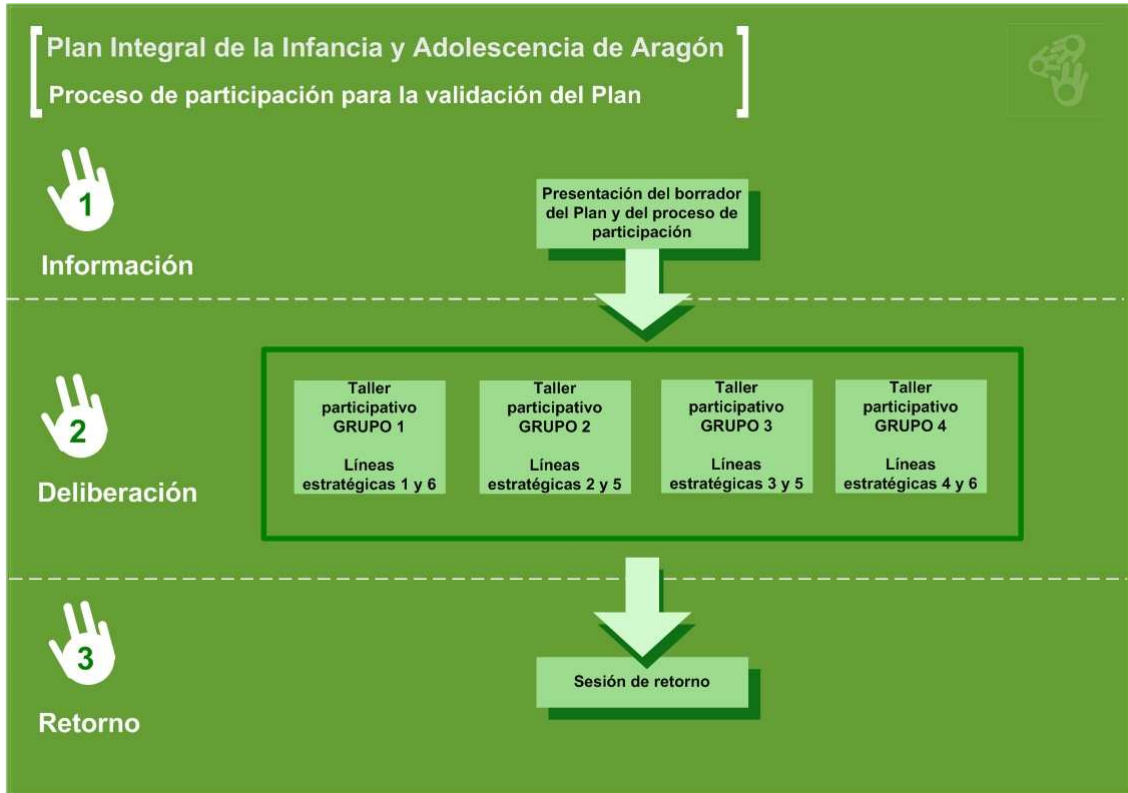 Plan Integral de la Infancia y Adolescencia de Aragón
Proceso de participación para la validación del Plan
1
Información
Presentación del borrador
del Plan y del proceso de
participación
2
Deliberación
Taller
participativo
GRUPO 1
Líneas
estratégicas 1 y 6
Taller
participativo
GRUPO 2
Líneas
estratégicas 2 y 5
Taller
participativo
GRUPO 3
Líneas
estratégicas 3 y 5
Taller
participativo
GRUPO 4
Líneas
estratégicas 4 y 6
3
Retorno
Sesión de retorno